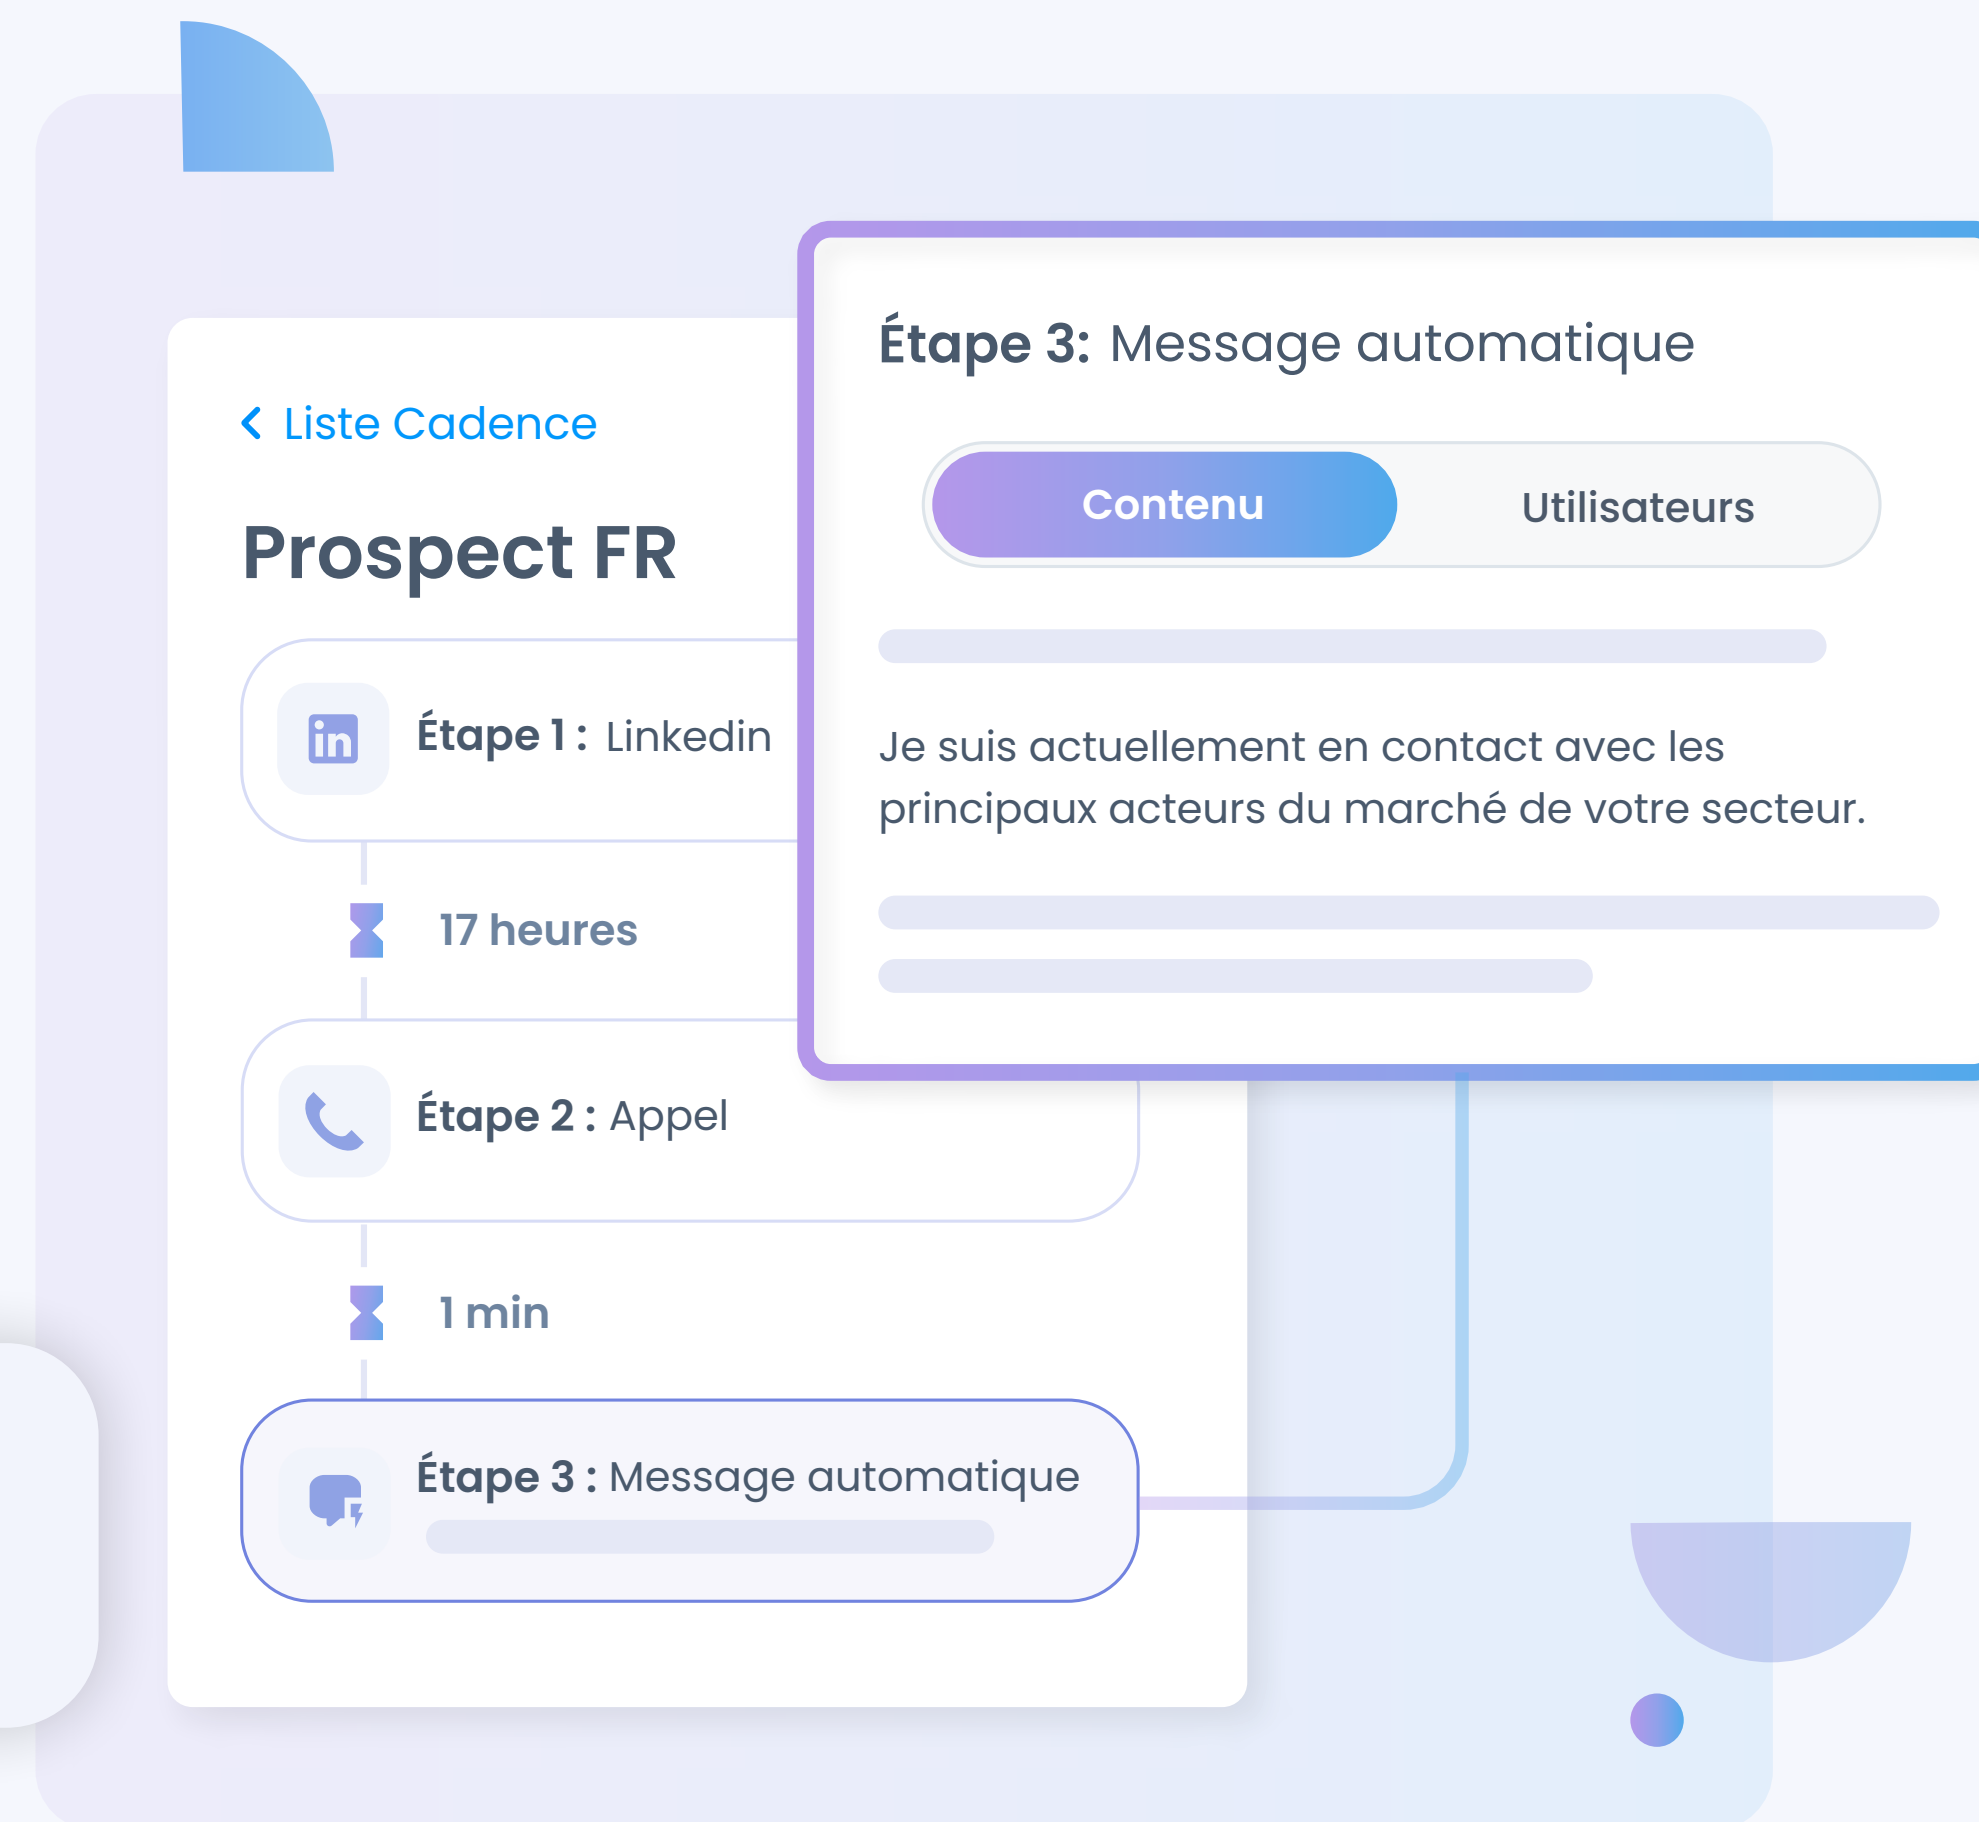 Liste Cadence
Prospect FR
Étape 1 : Linkedin
17 heures
Étape 2 : Appel
1 min
Étape 3 : Message automatique
Étape 3: Message automatique
Contenu
Utilisateurs
Je suis actuellement en contact avec les
principaux acteurs du marché de votre secteur.